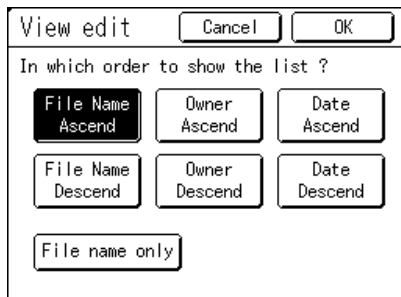 View edit Cancel OK
In which order to show the list ?
File Name Owner Date
Ascend Ascend Ascend
File Name Owner Date
Descend Descend Descend
File name only